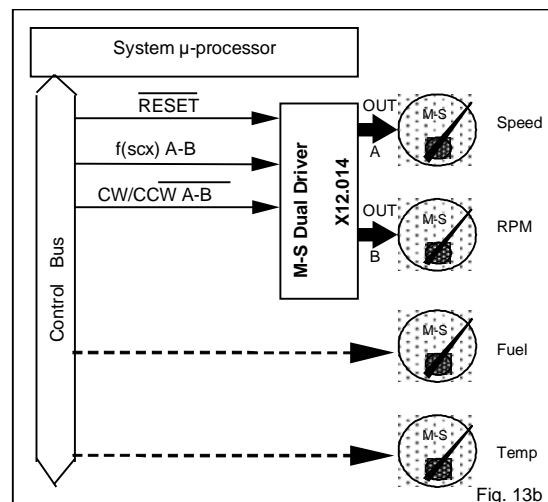 System µ-processor
RESET
f(scx) A-B
CW/CCW A-B
Control Bus
M-S Dual Driver
X12.014
OUT
A
OUT
B
M-S
Speed
M-S
RPM
M-S
Fuel
M-S
Temp
Fig. 13b